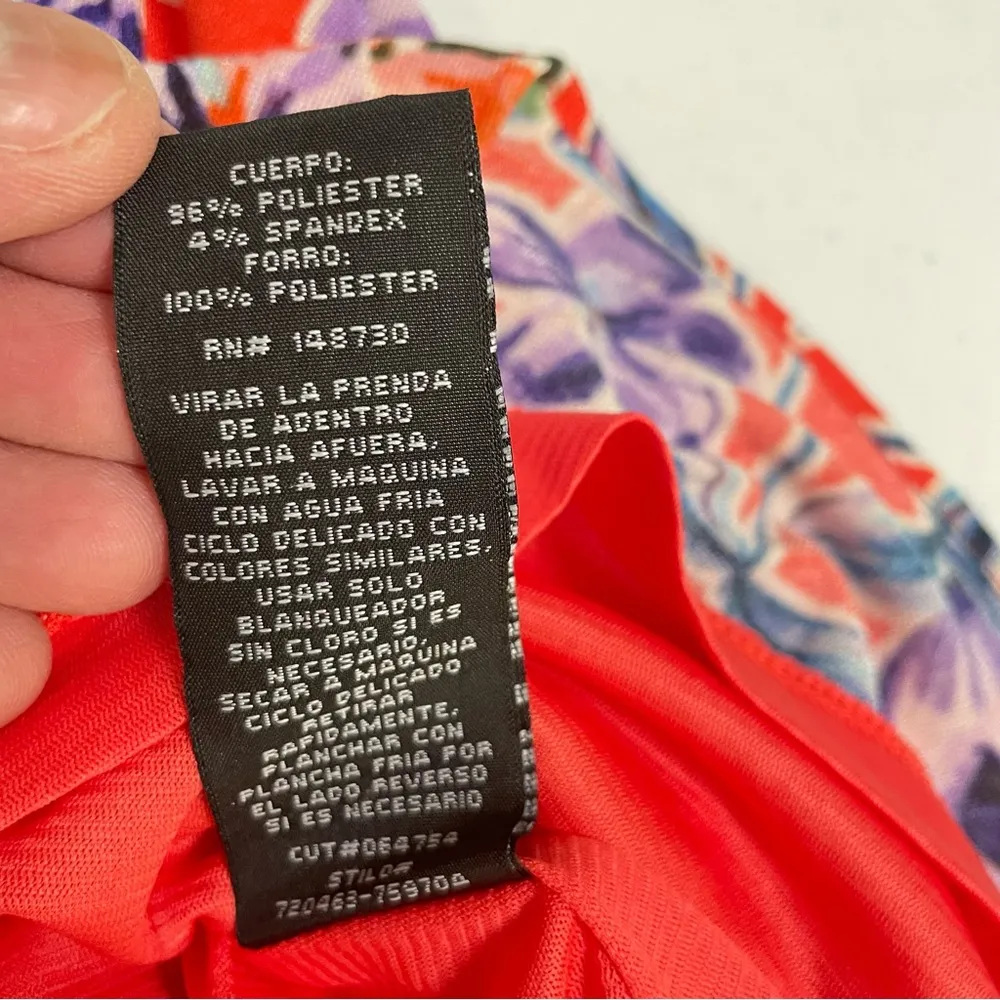 CUERPO:
96% POLIESTER
4% SPANDEX
FORRO:
100% POLIESTER
RN# 148730
VIRAR LA PRENDA
DE ADENTRO
HACIA AFUERA,
LAVAR A MAQUINA
CON AGUA FRIA
CICLO DELICADO CON
COLORES SIMILARES.
USAR SOLO
BLANQUEADOR
SIN CLORO SI ES
NECESARIO.
SECAR A MAQUINA
CICLO DELICADO
RETIRAR
RAPIDAMENTE.
PLANCHAR CON
PLANCHA FRIA POR
EL LADO REVERSO
SI ES NECESARIO
CUT#064754
STILO#